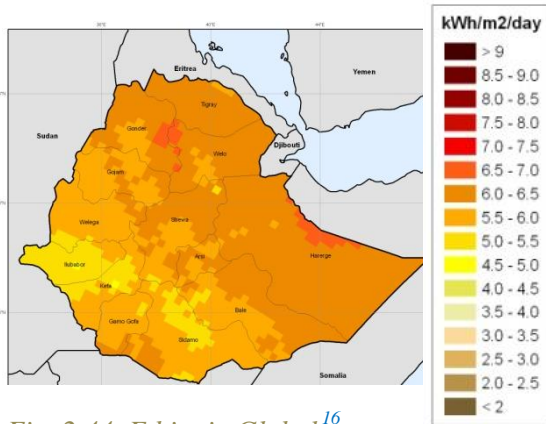 kWh/m2/day
> 9
8.5 - 9.0
8.0 - 8.5
7.5 - 8.0
7.0 - 7.5
6.5 - 7.0
6.0 - 6.5
5.5 - 6.0
5.0 - 5.5
4.5 - 5.0
4.0 - 4.5
3.5 - 4.0
3.0 - 3.5
2.5 - 3.0
2.0 - 2.5
< 2
Eritrea
Yemen
Tigray
Sudan
Gonder
Djibouti
Welo
Gojam
Welega
Shewa
Ilubabor
Arsi
Harerge
Kefa
Gamo Gofa
Bale
Sidamo
Somalia